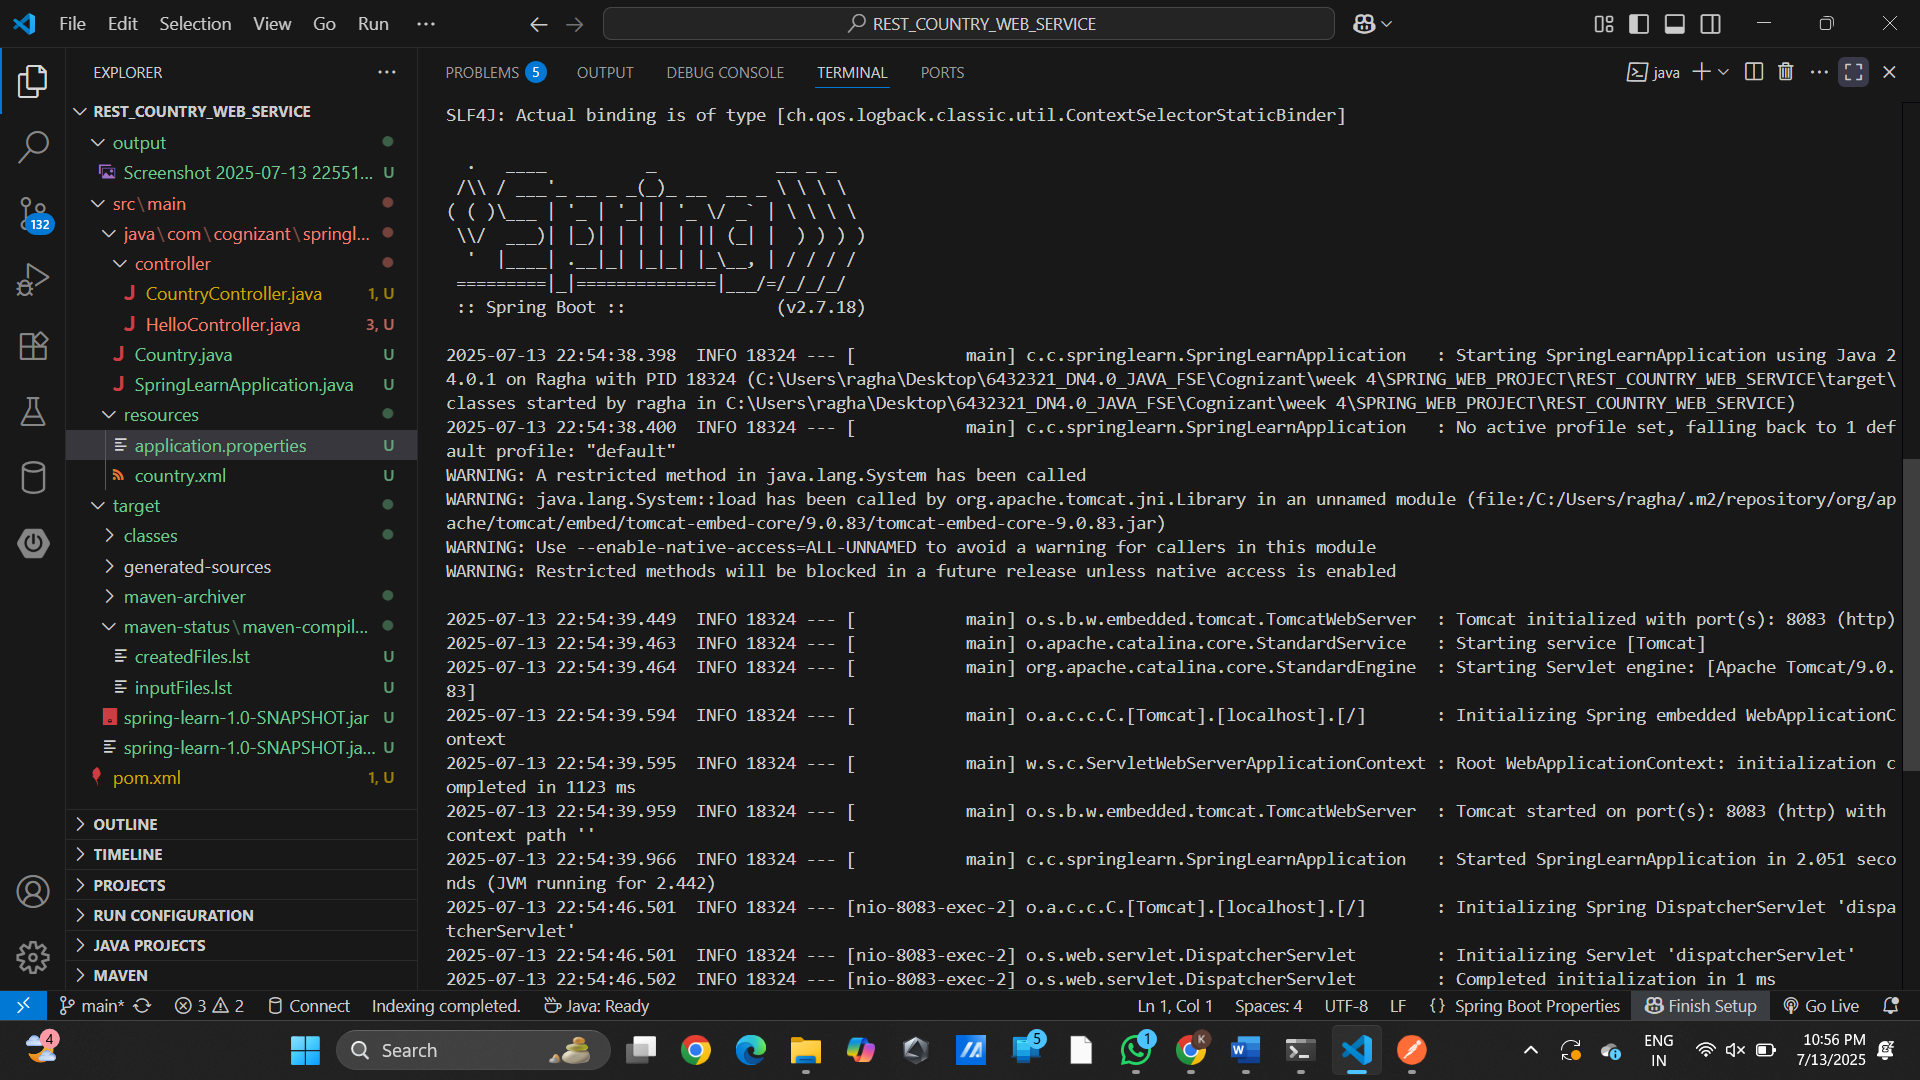 File Edit Selection View Go Run ···
REST_COUNTRY_WEB_SERVICE
EXPLORER
REST_COUNTRY_WEB_SERVICE
output
Screenshot 2025-07-13 22551... U
src\main
java\com\cognizant\springl...
controller
CountryController.java 1, U
HelloController.java 3, U
Country.java U
SpringLearnApplication.java U
resources
application.properties U
country.xml U
target
classes
generated-sources
maven-archiver
maven-status\maven-compil...
createdFiles.lst U
inputFiles.lst U
spring-learn-1.0-SNAPSHOT.jar U
spring-learn-1.0-SNAPSHOT.ja... U
pom.xml 1, U
OUTLINE
TIMELINE
PROJECTS
RUN CONFIGURATION
JAVA PROJECTS
MAVEN
132
PROBLEMS 5 OUTPUT DEBUG CONSOLE TERMINAL PORTS
java
SLF4J: Actual binding is of type [ch.qos.logback.classic.util.ContextSelectorStaticBinder]
Spring
:: Spring Boot :: (v2.7.18)
2025-07-13 22:54:38.398 INFO 18324 --- [ main] c.c.springlearn.SpringLearnApplication : Starting SpringLearnApplication using Java 2
4.0.1 on Ragha with PID 18324 (C:\Users\ragha\Desktop\6432321_DN4.0_JAVA_FSE\Cognizant\week 4\SPRING_WEB_PROJECT\REST_COUNTRY_WEB_SERVICE\target\
classes started by ragha in C:\Users\ragha\Desktop\6432321_DN4.0_JAVA_FSE\Cognizant\week 4\SPRING_WEB_PROJECT\REST_COUNTRY_WEB_SERVICE)
2025-07-13 22:54:38.400 INFO 18324 --- [ main] c.c.springlearn.SpringLearnApplication : No active profile set, falling back to 1 def
ault profile: "default"
WARNING: A restricted method in java.lang.System has been called
WARNING: java.lang.System::load has been called by org.apache.tomcat.jni.Library in an unnamed module (file:/C:/Users/ragha/.m2/repository/org/ap
ache/tomcat/embed/tomcat-embed-core/9.0.83/tomcat-embed-core-9.0.83.jar)
WARNING: Use --enable-native-access=ALL-UNNAMED to avoid a warning for callers in this module
WARNING: Restricted methods will be blocked in a future release unless native access is enabled
2025-07-13 22:54:39.449 INFO 18324 --- [ main] o.s.b.w.embedded.tomcat.TomcatWebServer : Tomcat initialized with port(s): 8083 (http)
2025-07-13 22:54:39.463 INFO 18324 --- [ main] o.apache.catalina.core.StandardService : Starting service [Tomcat]
2025-07-13 22:54:39.464 INFO 18324 --- [ main] org.apache.catalina.core.StandardEngine : Starting Servlet engine: [Apache Tomcat/9.0.
83]
2025-07-13 22:54:39.594 INFO 18324 --- [ main] o.a.c.c.C.[Tomcat].[localhost].[/] : Initializing Spring embedded WebApplicationC
ontext
2025-07-13 22:54:39.595 INFO 18324 --- [ main] w.s.c.ServletWebServerApplicationContext : Root WebApplicationContext: initialization c
ompleted in 1123 ms
2025-07-13 22:54:39.959 INFO 18324 --- [ main] o.s.b.w.embedded.tomcat.TomcatWebServer : Tomcat started on port(s): 8083 (http) with
context path ''
2025-07-13 22:54:39.966 INFO 18324 --- [ main] c.c.springlearn.SpringLearnApplication : Started SpringLearnApplication in 2.051 seco
nds (JVM running for 2.442)
2025-07-13 22:54:46.501 INFO 18324 --- [nio-8083-exec-2] o.a.c.c.C.[Tomcat].[localhost].[/] : Initializing Spring DispatcherServlet 'dispa
tcherServlet'
2025-07-13 22:54:46.501 INFO 18324 --- [nio-8083-exec-2] o.s.web.servlet.DispatcherServlet : Initializing Servlet 'dispatcherServlet'
2025-07-13 22:54:46.502 INFO 18324 --- [nio-8083-exec-2] o.s.web.servlet.DispatcherServlet : Completed initialization in 1 ms
main* 3 2 Connect Indexing completed. Java: Ready Ln 1, Col 1 Spaces: 4 UTF-8 LF {} Spring Boot Properties Finish Setup Go Live
4 Search 5 1 K W ENG
IN
10:56 PM
7/13/2025